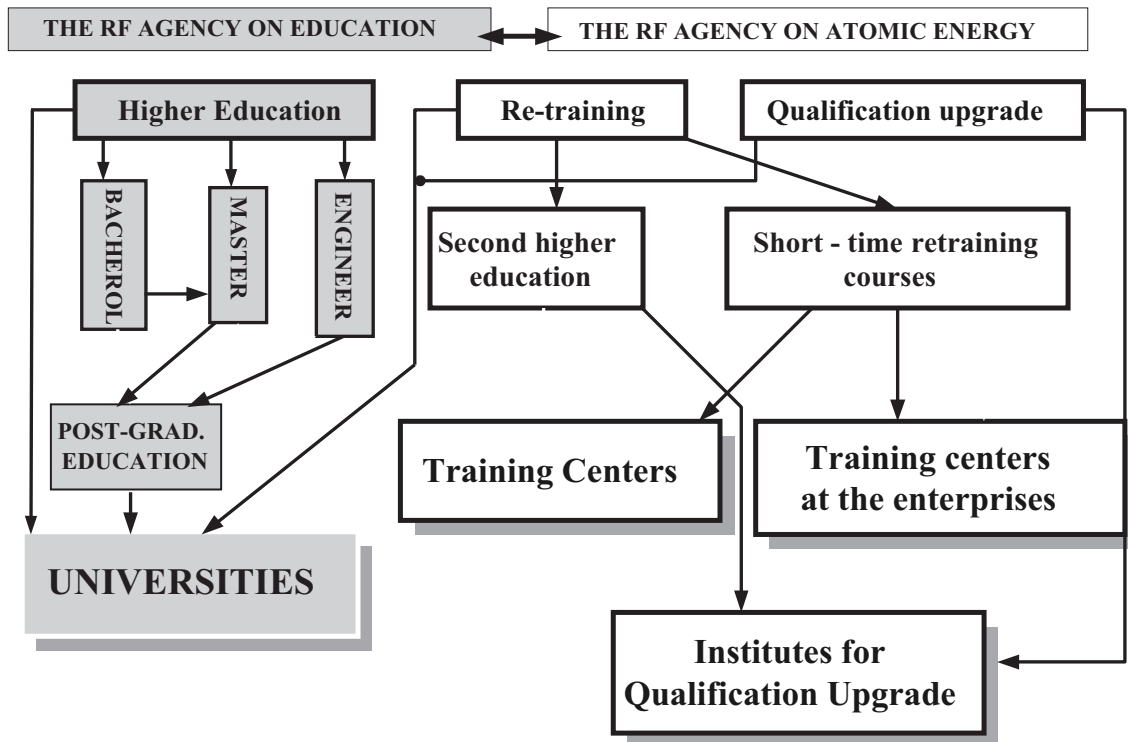 THE RF AGENCY ON EDUCATION
THE RF AGENCY ON ATOMIC ENERGY
Higher Education
Re-training
Qualification upgrade
BACHEROL
MASTER
ENGINEER
Second higher
education
Short - time retraining
courses
POST-GRAD.
EDUCATION
Training Centers
Training centers
at the enterprises
UNIVERSITIES
Institutes for
Qualification Upgrade